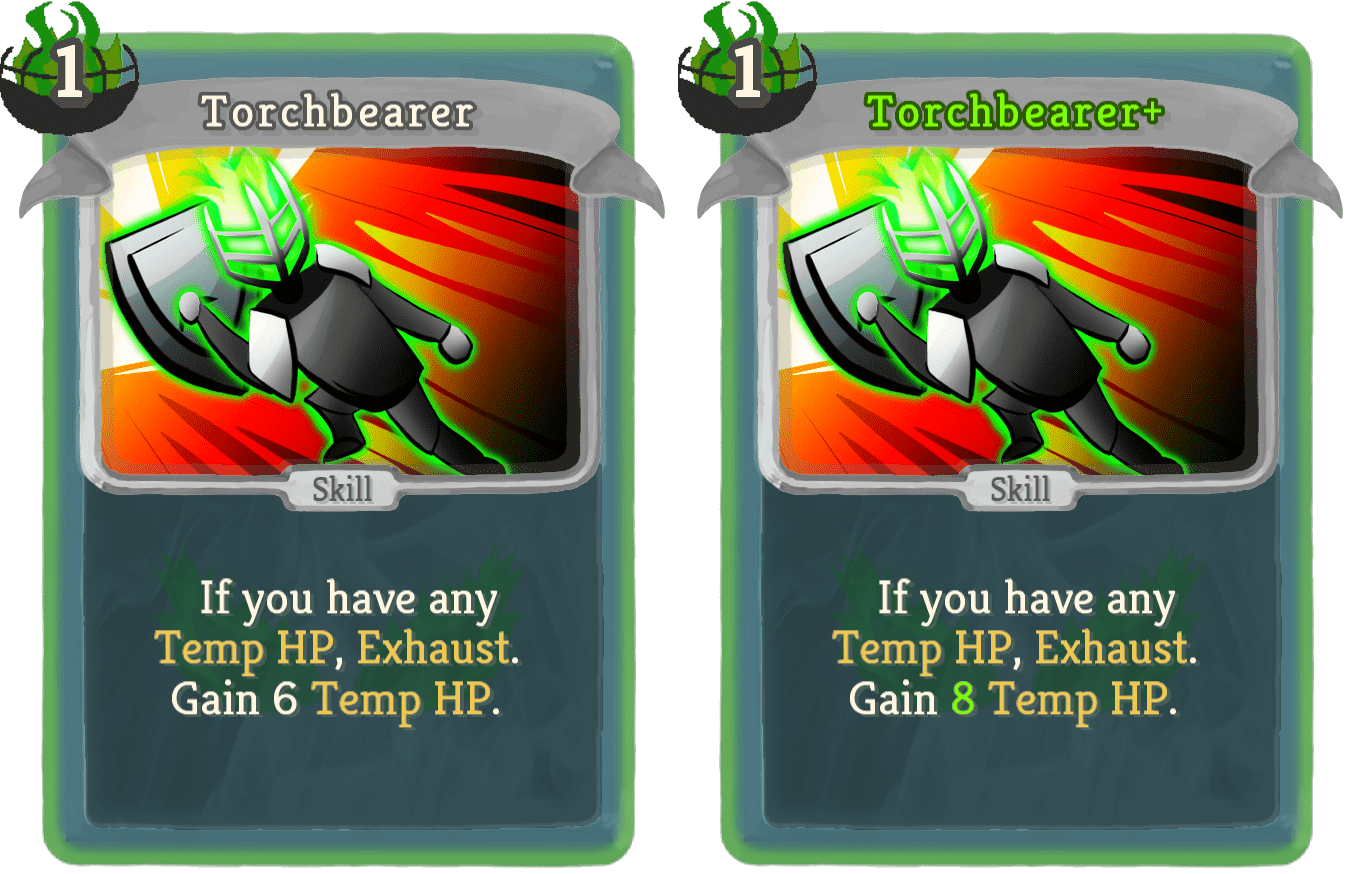 1
Torchbearer
Skill
If you have any
Temp HP, Exhaust.
Gain 6 Temp HP.
1
Torchbearer+
Skill
If you have any
Temp HP, Exhaust.
Gain 8 Temp HP.